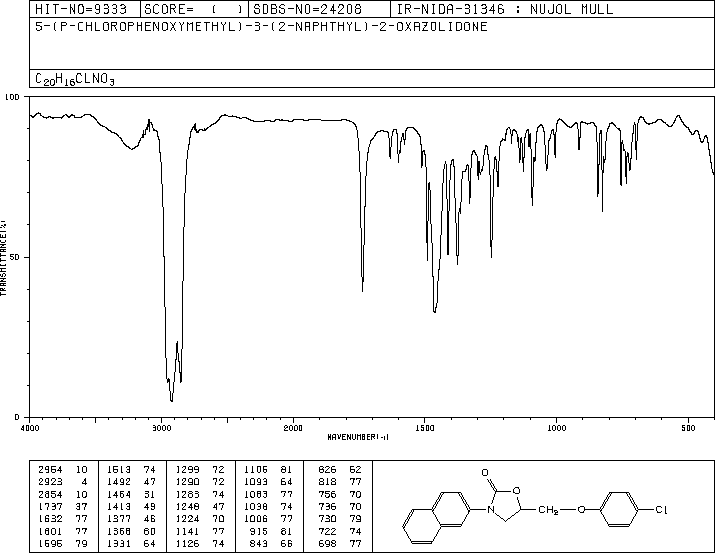 HIT-NO=9333 SCORE= ( ) SDBS-NO=24208 IR-NIDA-31346 : NUJOL MULL
5-(P-CHLOROPHENOXYMETHYL)-3-(2-NAPHTHYL)-2-OXAZOLIDONE
C20H16CLNO3
100
50
0
TRANSMITTANCE(%)
4000 3000 2000 1500 1000 500
WAVENUMBER(-1)
2954 10 1513 74 1299 72 1106 81 826 62
2923 4 1492 47 1290 72 1093 64 818 77
2854 10 1464 31 1283 74 1083 77 756 70
1737 37 1413 49 1248 47 1038 74 736 70
1632 77 1377 46 1224 70 1006 77 730 79
1601 77 1368 60 1141 77 915 81 722 74
1595 79 1331 64 1126 74 843 66 698 77
O
O
N
CH2
O
Cl